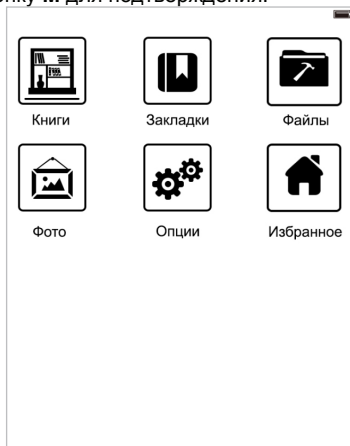 для подтверждения.
Книги Закладки Файлы
Фото Опции Избранное